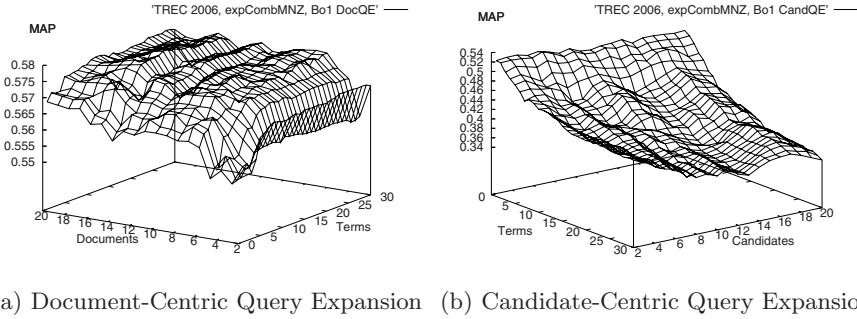 'TREC 2006, expCombMNZ, Bo1 DocQE'
MAP
0.58
0.575
0.57
0.565
0.56
0.555
0.55
20 18 16 14 12 10 8 6 4 2
Documents
0 5 10 15 20 25 30
Terms
'TREC 2006, expCombMNZ, Bo1 CandQE'
MAP
0.54
0.52
0.5
0.48
0.46
0.44
0.42
0.4
0.38
0.36
0.34
0 5 10 15 20 25 30
Terms
2 4 6 8 10 12 14 16 18 20
Candidates
a) Document-Centric Query Expansion
(b) Candidate-Centric Query Expansio